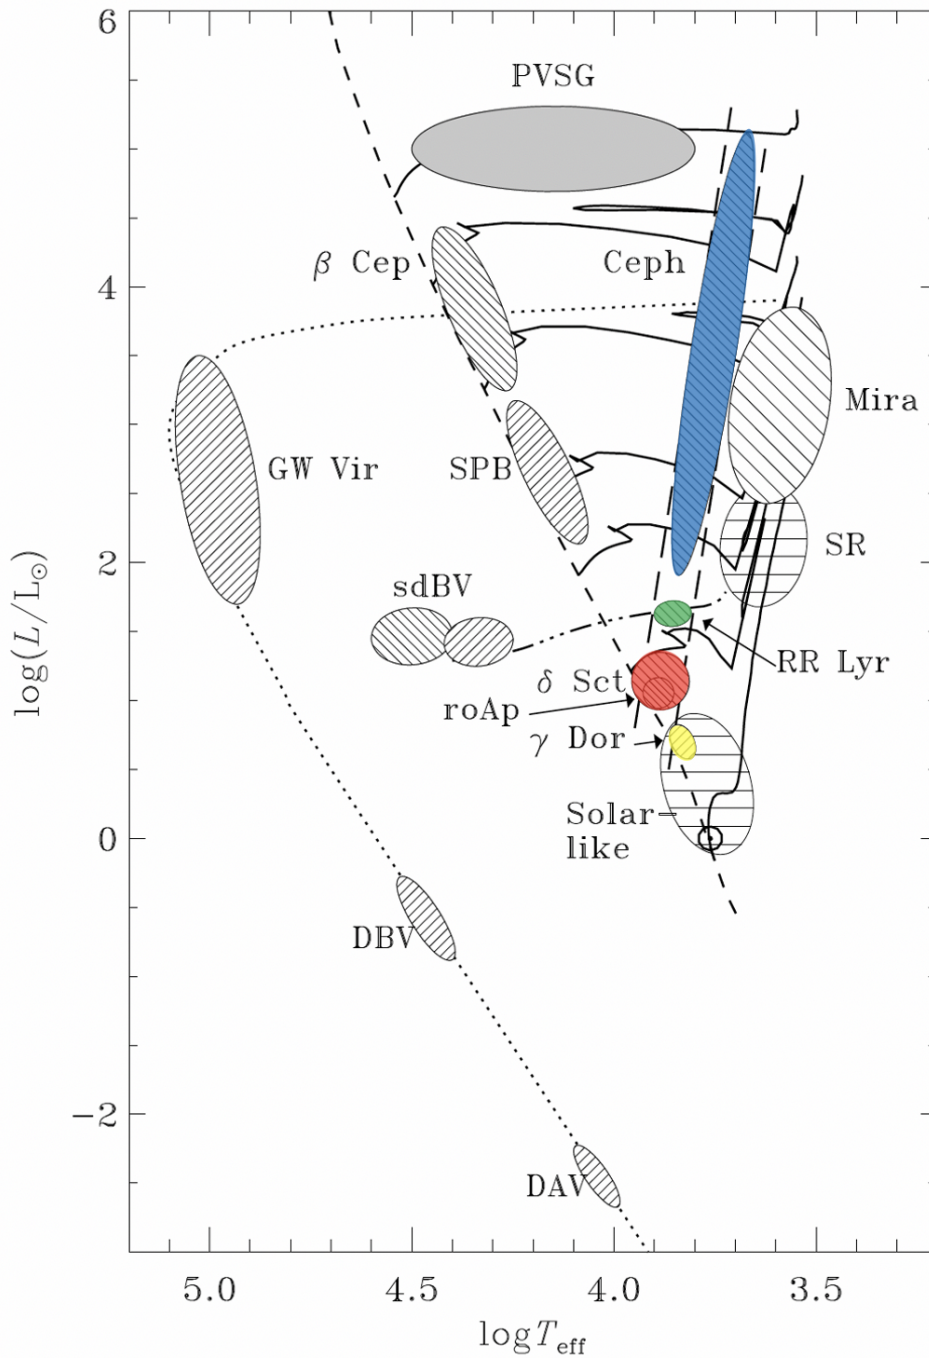 6
PVSG
β Cep
Ceph
4
Mira
GW Vir
SPB
SR
2
sdBV
RR Lyr
δ Sct
roAp
γ Dor
Solar–
like
0
DBV
−2
DAV
log(L/L⊙)
5.0 4.5 4.0 3.5
log Teff